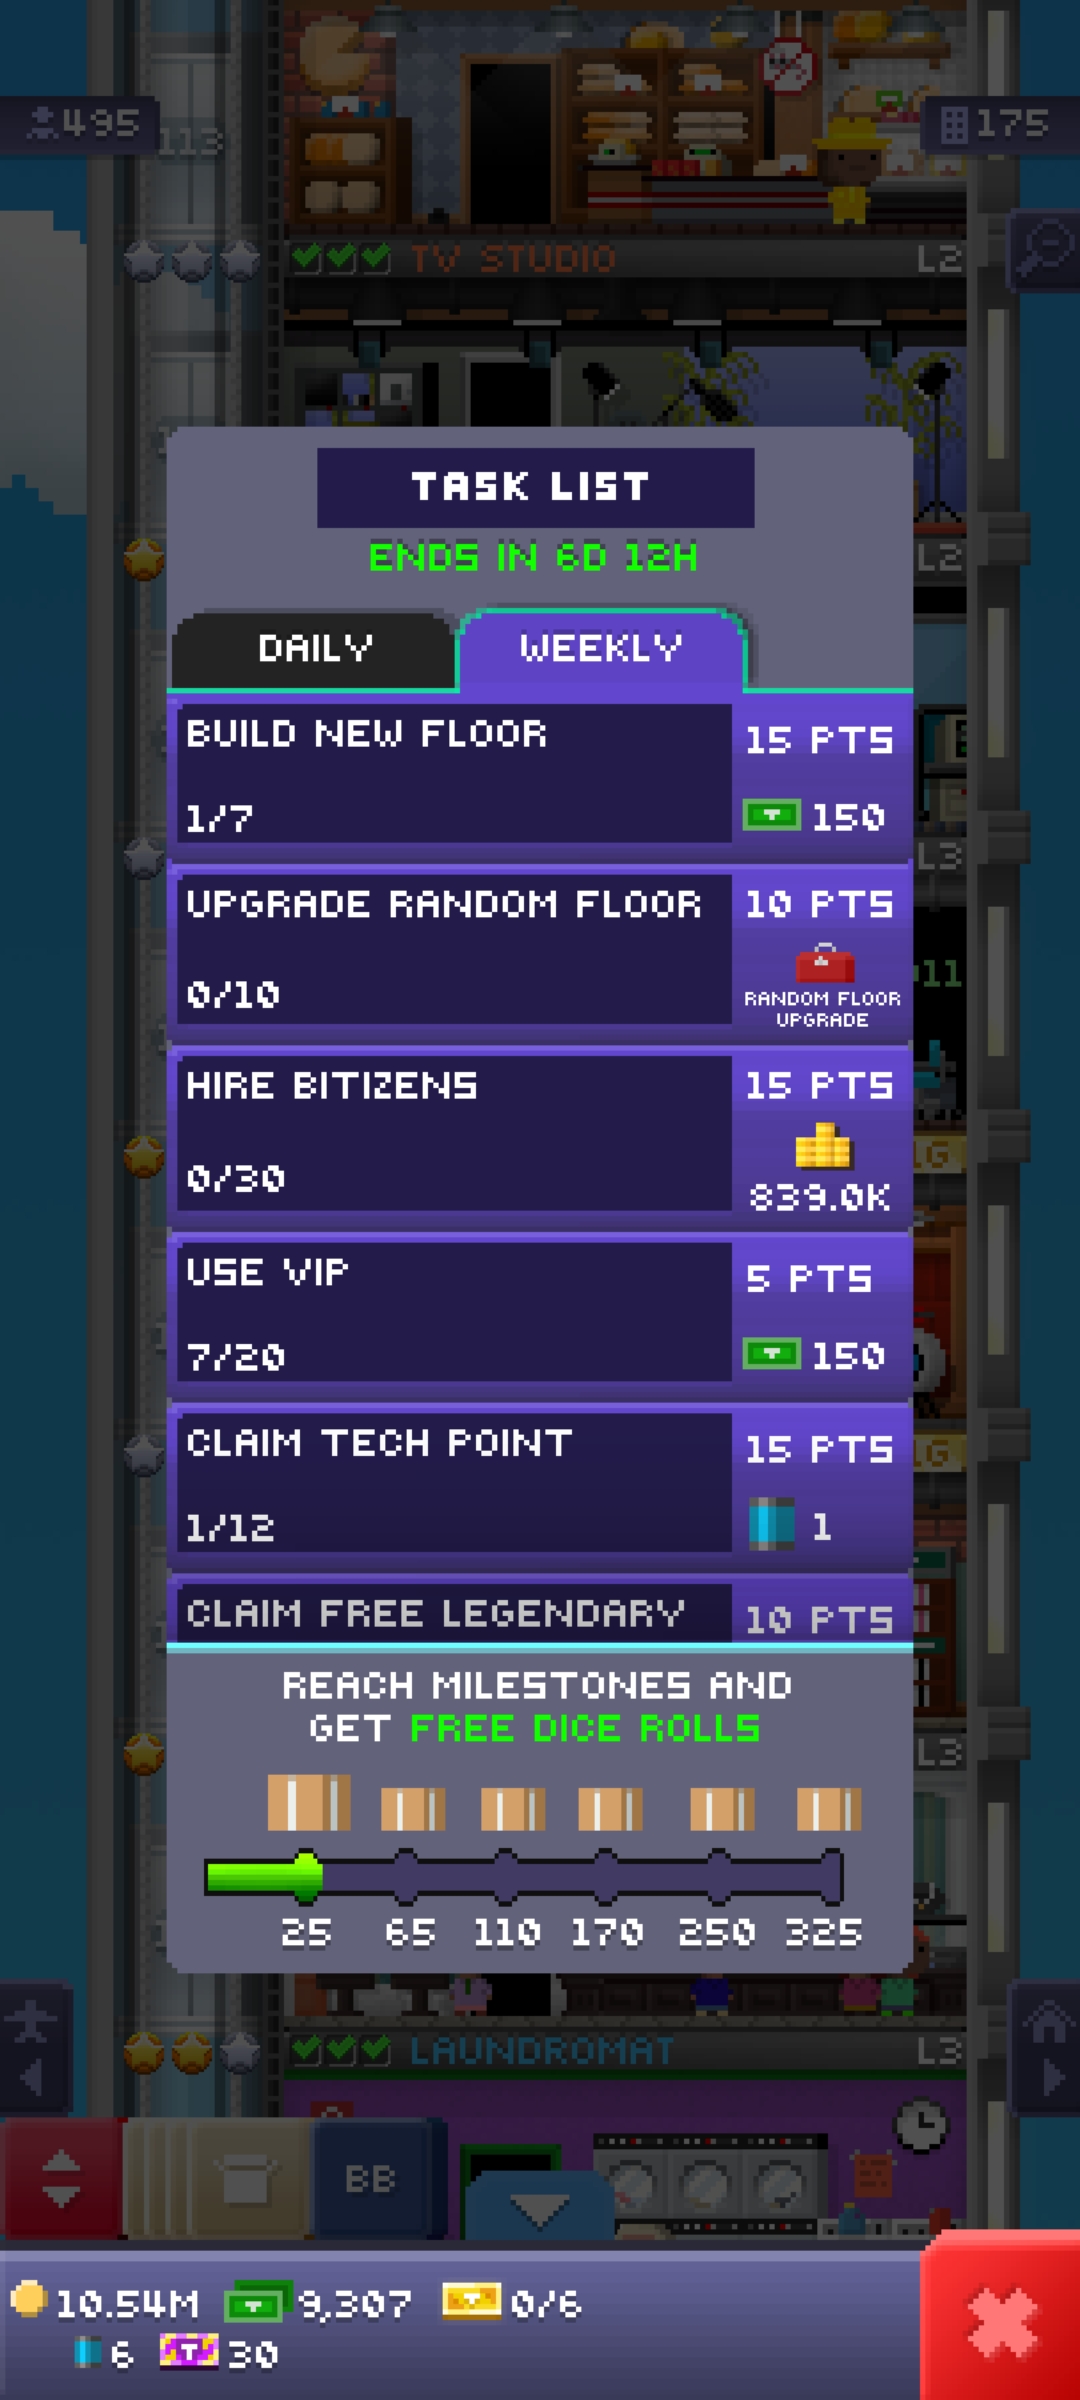 495
113
175
TV STUDIO
L2
TASK LIST
ENDS IN 6D 12H
L2
DAILY
WEEKLY
BUILD NEW FLOOR
15 PTS
1/7
150
L3
UPGRADE RANDOM FLOOR
10 PTS
0/10
RANDOM FLOOR
UPGRADE
HIRE BITIZENS
15 PTS
0/30
839.0K
USE VIP
5 PTS
7/20
150
CLAIM TECH POINT
15 PTS
1/12
1
CLAIM FREE LEGENDARY
10 PTS
REACH MILESTONES AND
GET FREE DICE ROLLS
L3
25 65 110 170 250 325
LAUNDROMAT
L3
BB
10.54M 9,307 0/6
6 30